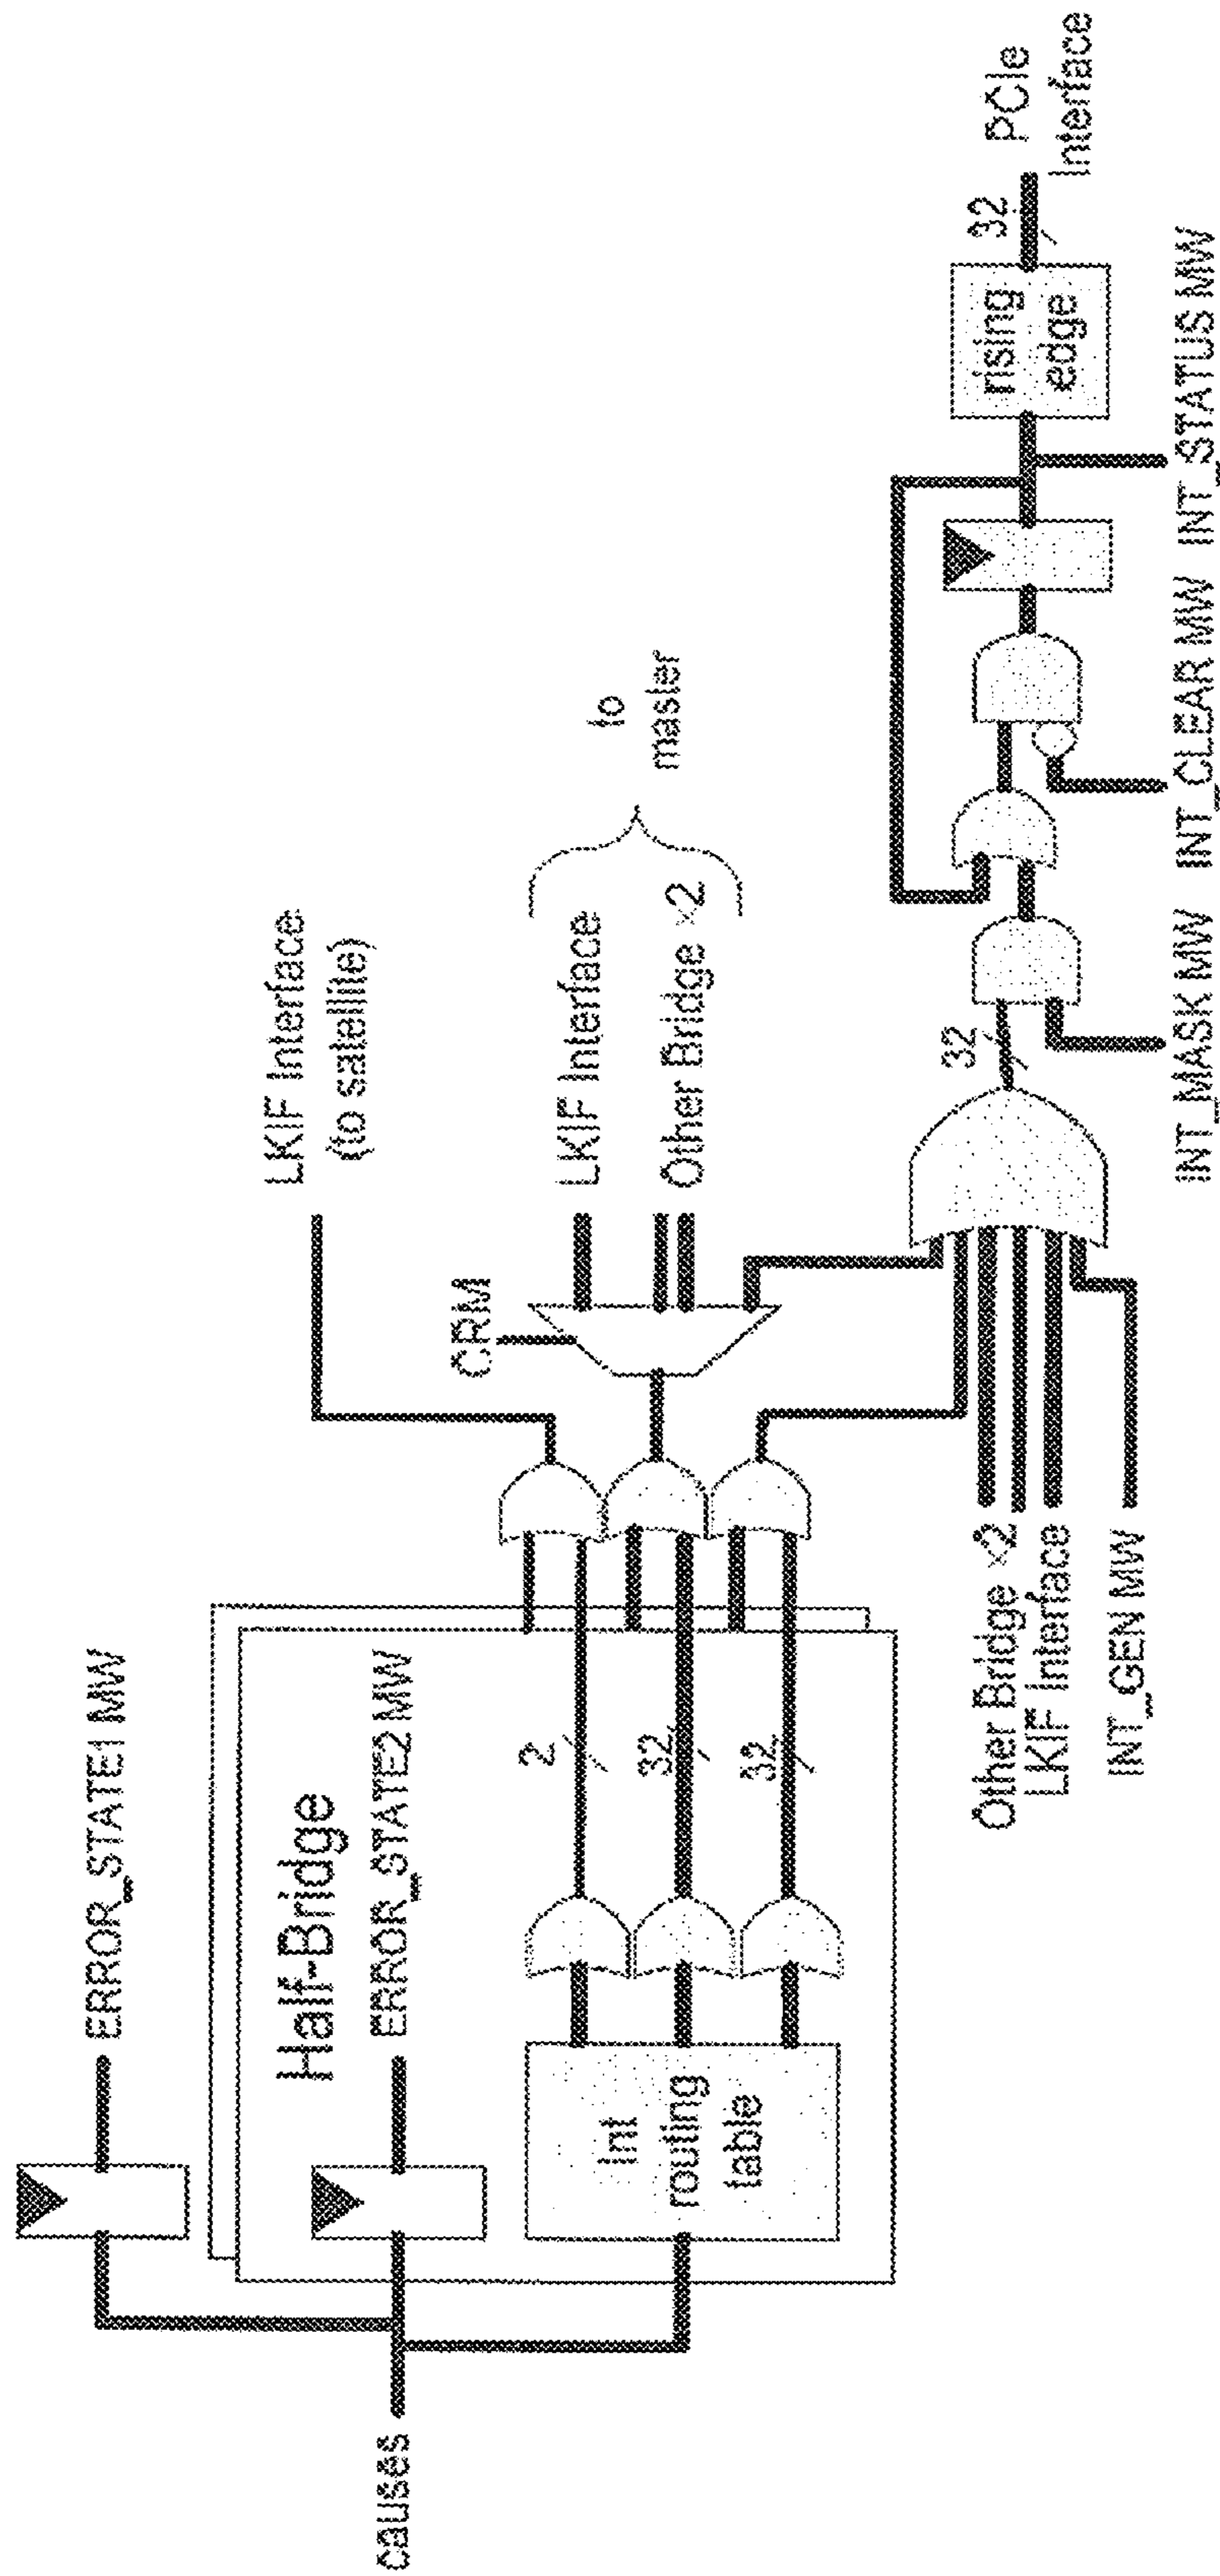 causes
ERROR_STATE1 MW
Half-Bridge
ERROR_STATE2 MW
Int
routing
table
2
32
32
LKIF Interface
(to satellite)
CRM
LKIF Interface
Other Bridge ×2
to
master
Other Bridge ×2
LKIF Interface
INT_GEN MW
32
INT_MASK MW
INT_CLEAR MW
INT_STATUS MW
rising
edge
32
PCIe
Interface